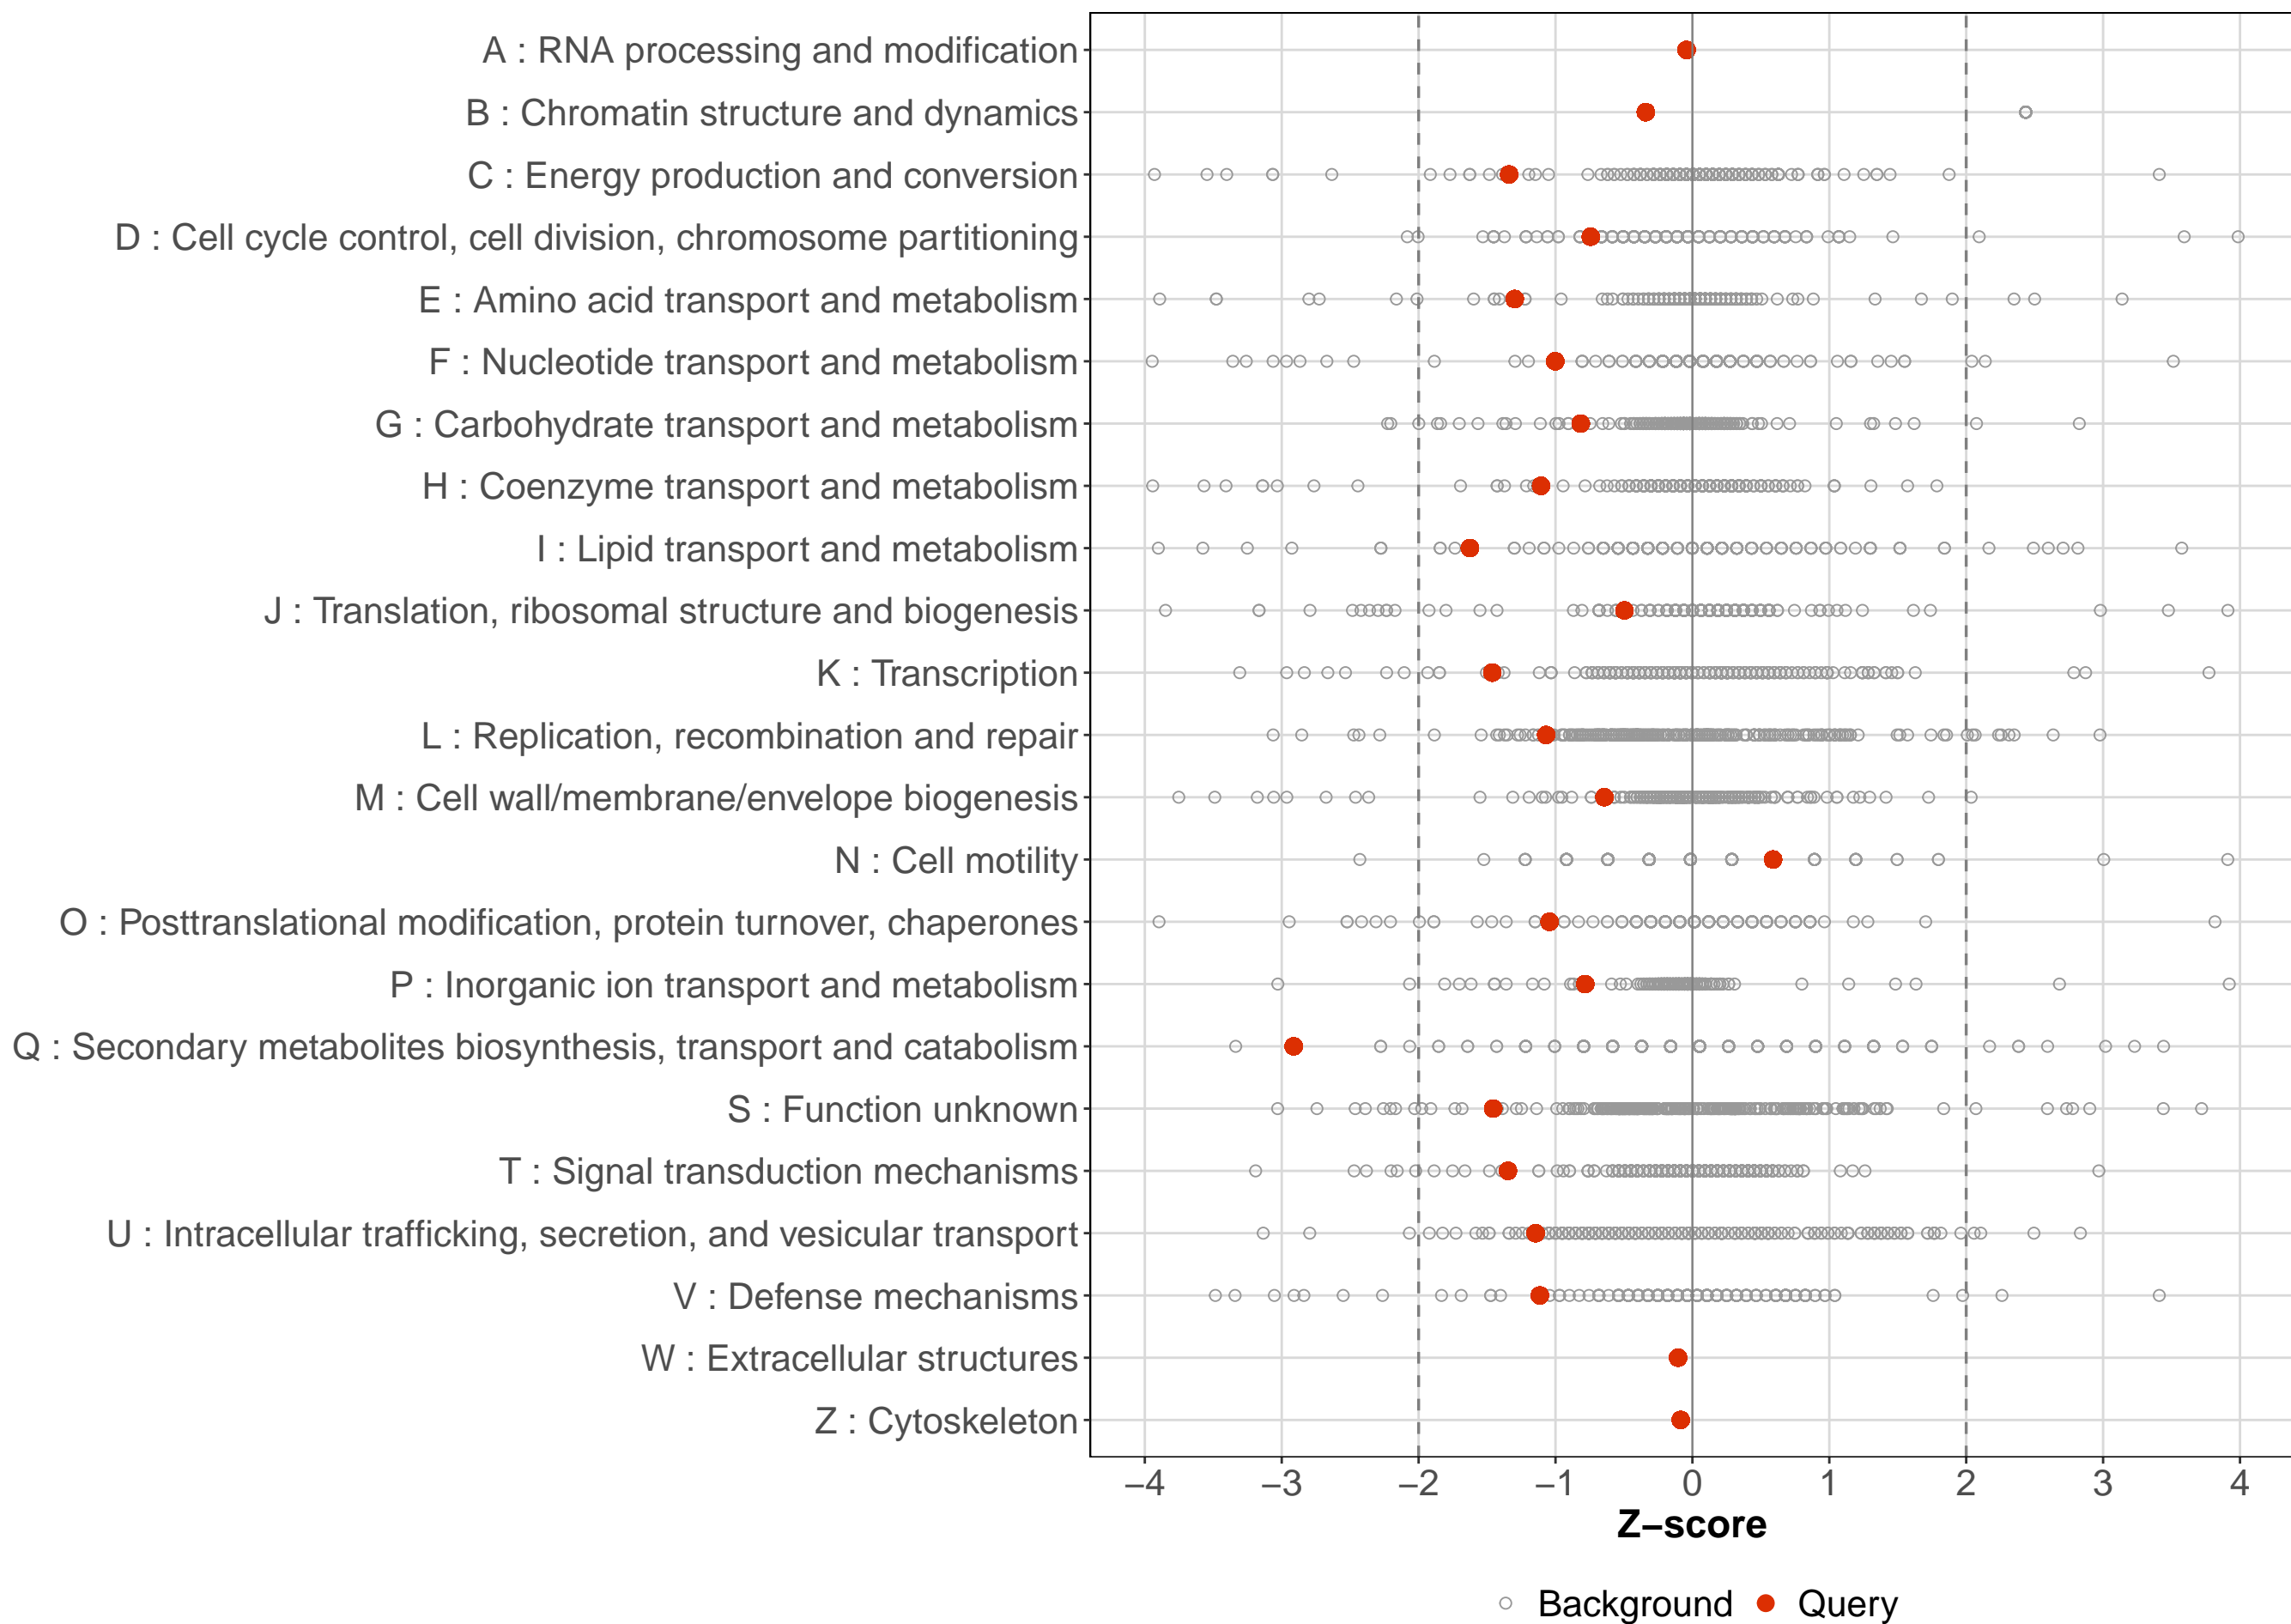 A : RNA processing and modification
B : Chromatin structure and dynamics
C : Energy production and conversion
D : Cell cycle control, cell division, chromosome partitioning
E : Amino acid transport and metabolism
F : Nucleotide transport and metabolism
G : Carbohydrate transport and metabolism
H : Coenzyme transport and metabolism
I : Lipid transport and metabolism
J : Translation, ribosomal structure and biogenesis
K : Transcription
L : Replication, recombination and repair
M : Cell wall/membrane/envelope biogenesis
N : Cell motility
O : Posttranslational modification, protein turnover, chaperones
P : Inorganic ion transport and metabolism
Q : Secondary metabolites biosynthesis, transport and catabolism
S : Function unknown
T : Signal transduction mechanisms
U : Intracellular trafficking, secretion, and vesicular transport
V : Defense mechanisms
W : Extracellular structures
Z : Cytoskeleton
−4 −3 −2 −1 0 1 2 3 4
Z−score
Background Query